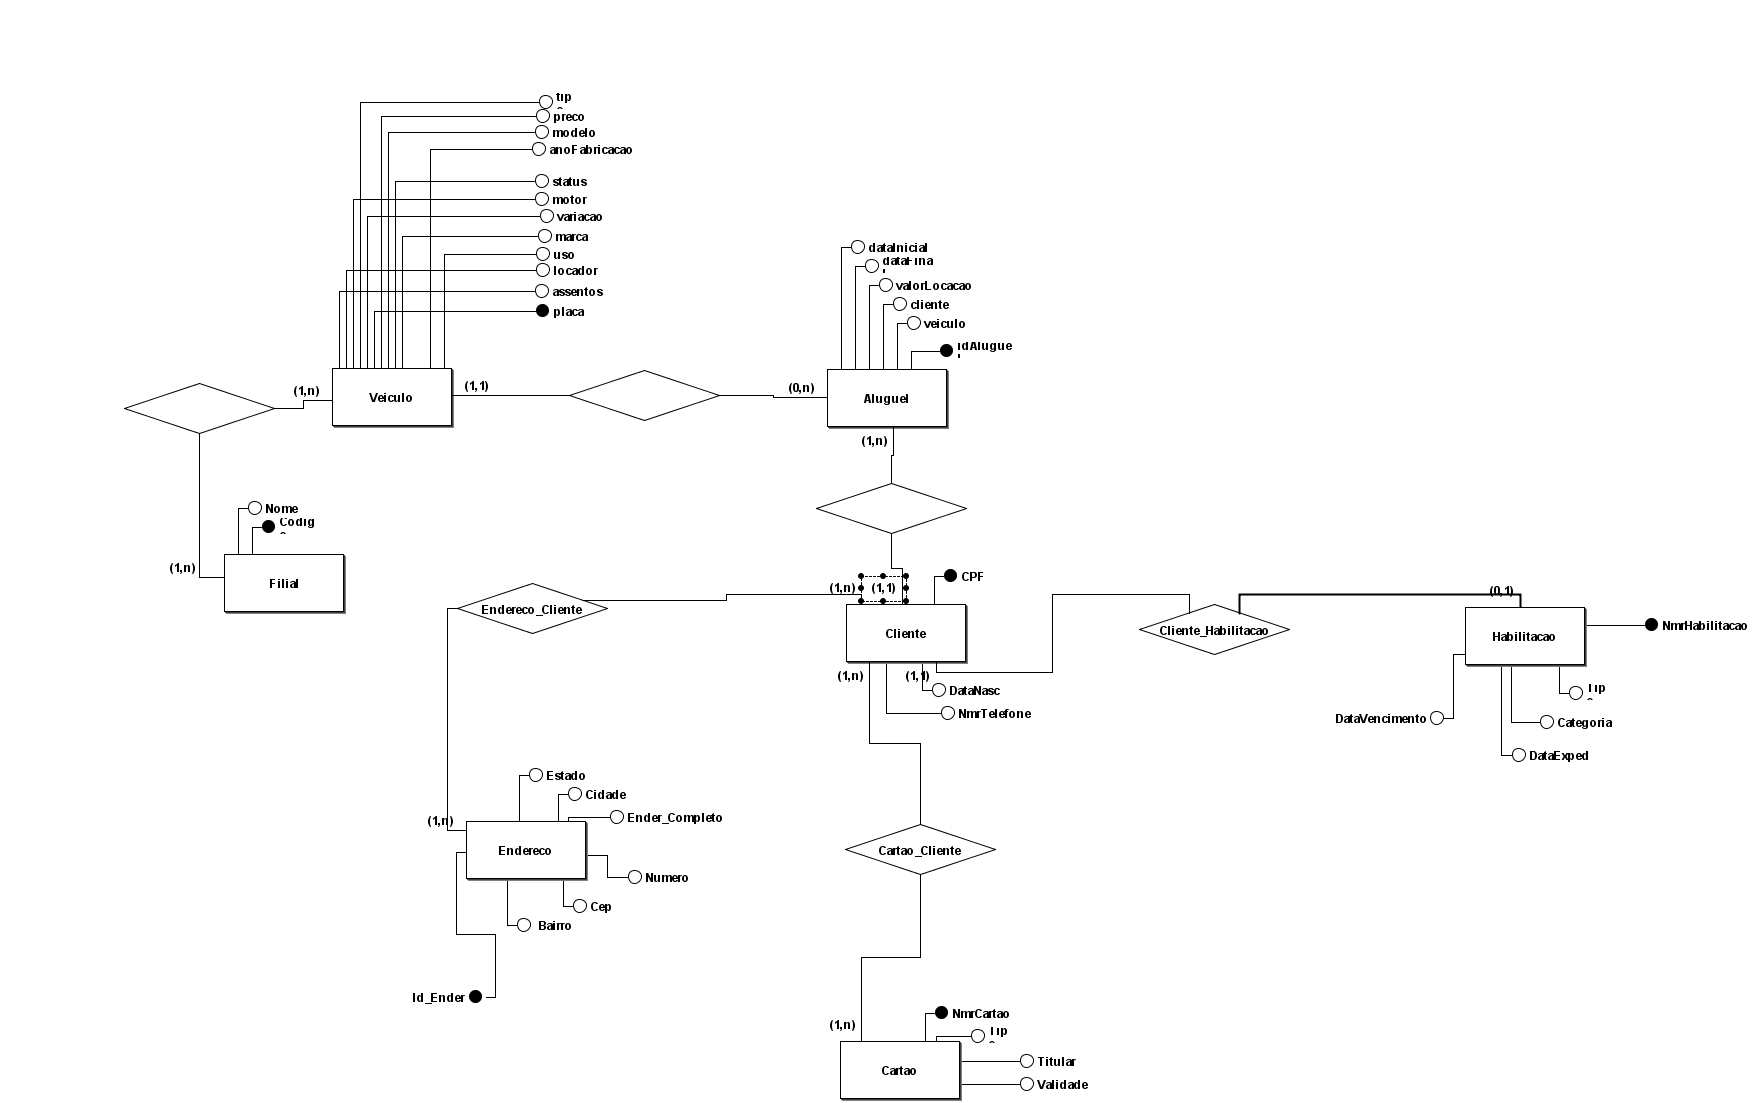 tip
preco
modelo
anoFabricacao
status
motor
variacao
marca
uso
locador
assentos
placa
dataInicial
dataFina
valorLocacao
cliente
veiculo
idAlugue
(1,n)
Veiculo
(1,1)
(0,n)
Aluguel
(1,n)
Nome
Codig
(1,n)
Filial
Endereco_Cliente
(1,n)
(1,1)
CPF
Cliente
(1,n)
(1,1)
DataNasc
NmrTelefone
Cliente_Habilitacao
(0,1)
Habilitacao
NmrHabilitacao
Tip
DataVencimento
Categoria
DataExped
Estado
Cidade
Ender_Completo
(1,n)
Endereco
Numero
Cep
Bairro
Id_Ender
Cartao_Cliente
(1,n)
NmrCartao
Tip
Cartao
Titular
Validade